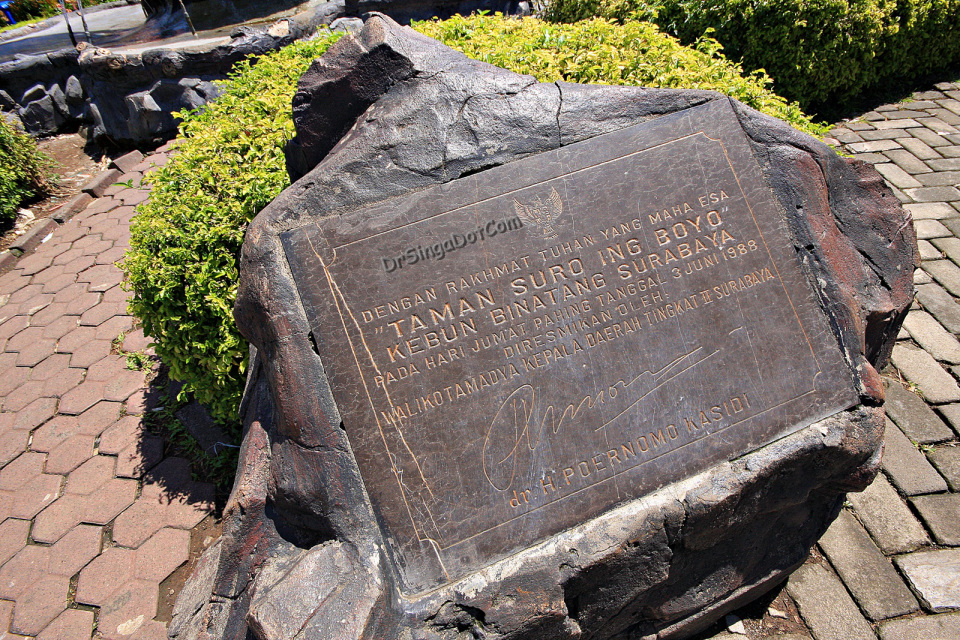 DrSingaDotCom
DENGAN RAKHMAT TUHAN YANG MAHA ESA
"TAMAN SURO ING BOYO"
KEBUN BINATANG SURABAYA
PADA HARI JUMAT PAHING TANGGAL 3 JUNI 1988
DIRESMIKAN OLEH:
WALIKOTAMADYA KEPALA DAERAH TINGKAT II SURABAYA
dr H. POERNOMO KASIDI